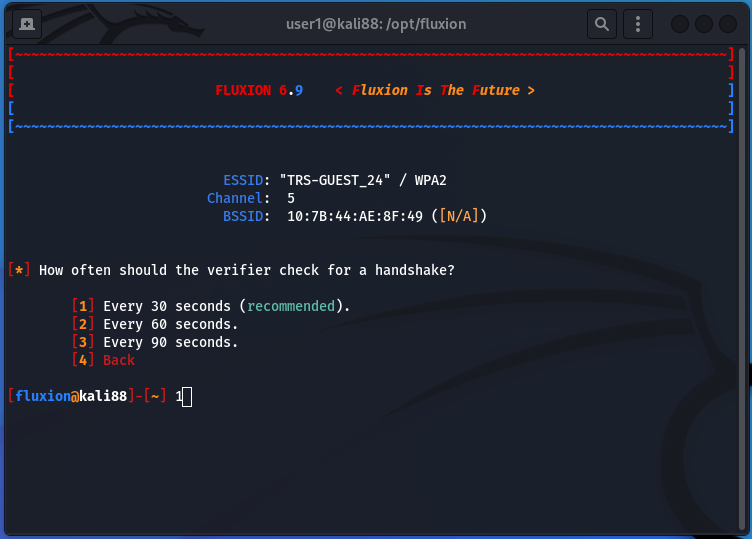 user1@kali88: /opt/fluxion
[~~~~~~~~~~~~~~~~~~~~~~~~~~~~~~~~~~~~~~~~~~~~~~~~~~~~~~~~~~~~~~~~~~~~~~~~~~~~~~~~~~~~~~~~~]
[ ]
[ FLUXION 6.9 < Fluxion Is The Future > ]
[ ]
[~~~~~~~~~~~~~~~~~~~~~~~~~~~~~~~~~~~~~~~~~~~~~~~~~~~~~~~~~~~~~~~~~~~~~~~~~~~~~~~~~~~~~~~~~]
ESSID: "TRS-GUEST_24" / WPA2
Channel: 5
BSSID: 10:7B:44:AE:8F:49 ([N/A])
[*] How often should the verifier check for a handshake?
[1] Every 30 seconds (recommended).
[2] Every 60 seconds.
[3] Every 90 seconds.
[4] Back
[fluxion@kali88]-[~] 1